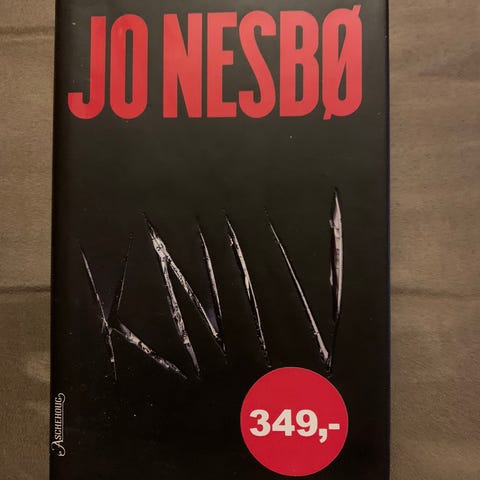 JO NESBØ
KNIV
ASCHEHOUG
349,-